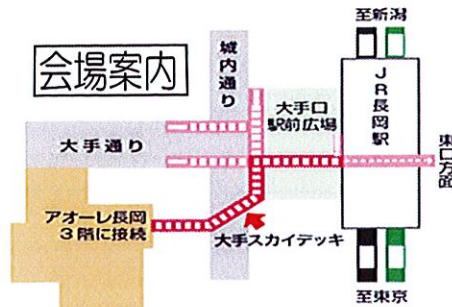 至新潟
会場案内
城内通り
JR長岡駅
大手口
駅前広場
大手通り
東口方面
アオーレ長岡
3階に接続
大手スカイデッキ
至東京